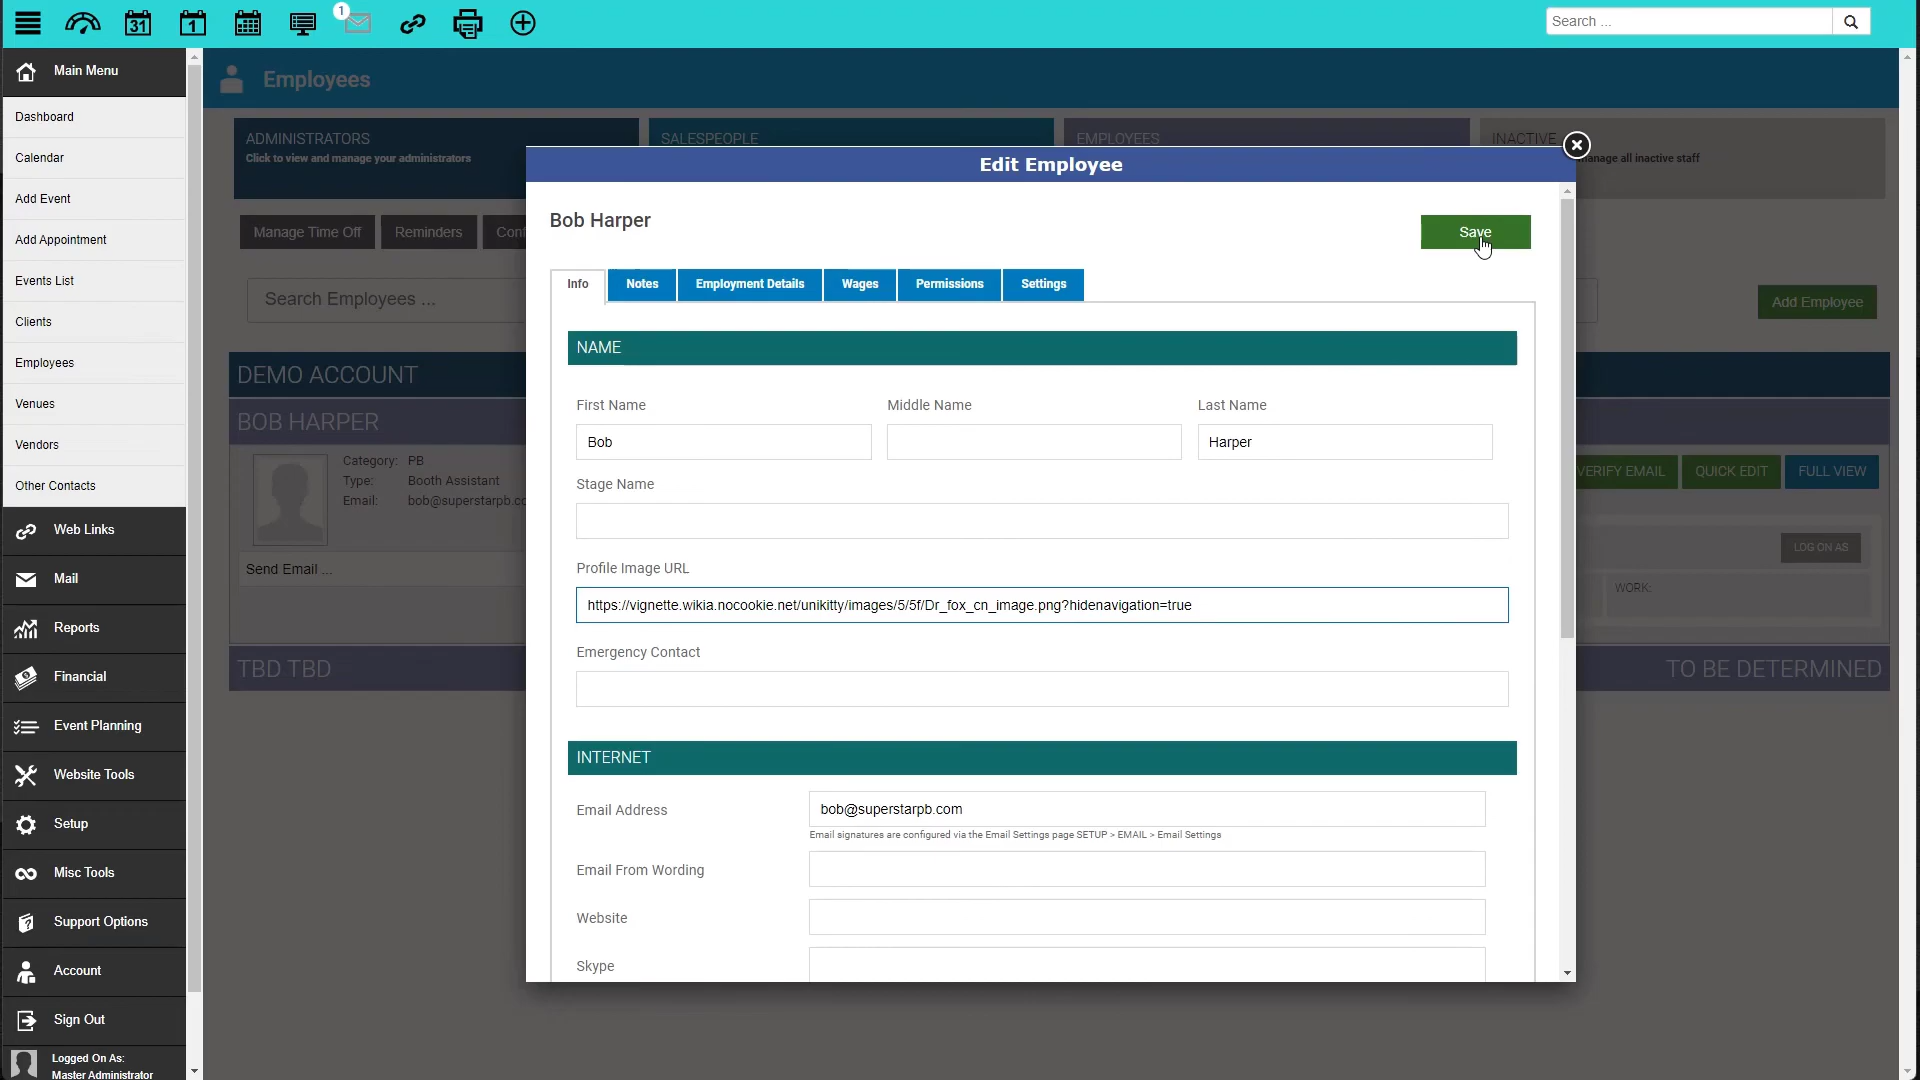 31
1
1
Search ...
Main Menu
Dashboard
Calendar
Add Event
Add Appointment
Events List
Clients
Employees
Venues
Vendors
Other Contacts
Web Links
Mail
Reports
Financial
Event Planning
Website Tools
Setup
Misc Tools
Support Options
Account
Sign Out
Logged On As:
Master Administrator
Employees
ADMINISTRATORS
Click to view and manage your administrators
SALESPEOPLE
EMPLOYEES
INACTIVE
manage all inactive staff
Manage Time Off
Reminders
Search Employees ...
Add Employee
DEMO ACCOUNT
BOB HARPER
Category: PB
Type: Booth Assistant
Email: bob@superstarpb.co
Send Email ...
VERIFY EMAIL
QUICK EDIT
FULL VIEW
LOG ON AS
WORK:
TBD TBD
TO BE DETERMINED
Edit Employee
Bob Harper
Save
Info
Notes
Employment Details
Wages
Permissions
Settings
NAME
First Name
Middle Name
Last Name
Bob
Harper
Stage Name
Profile Image URL
https://vignette.wikia.nocookie.net/unikitty/images/5/5f/Dr_fox_cn_image.png?hidenavigation=true
Emergency Contact
INTERNET
Email Address
bob@superstarpb.com
Email signatures are configured via the Email Settings page SETUP > EMAIL > Email Settings
Email From Wording
Website
Skype